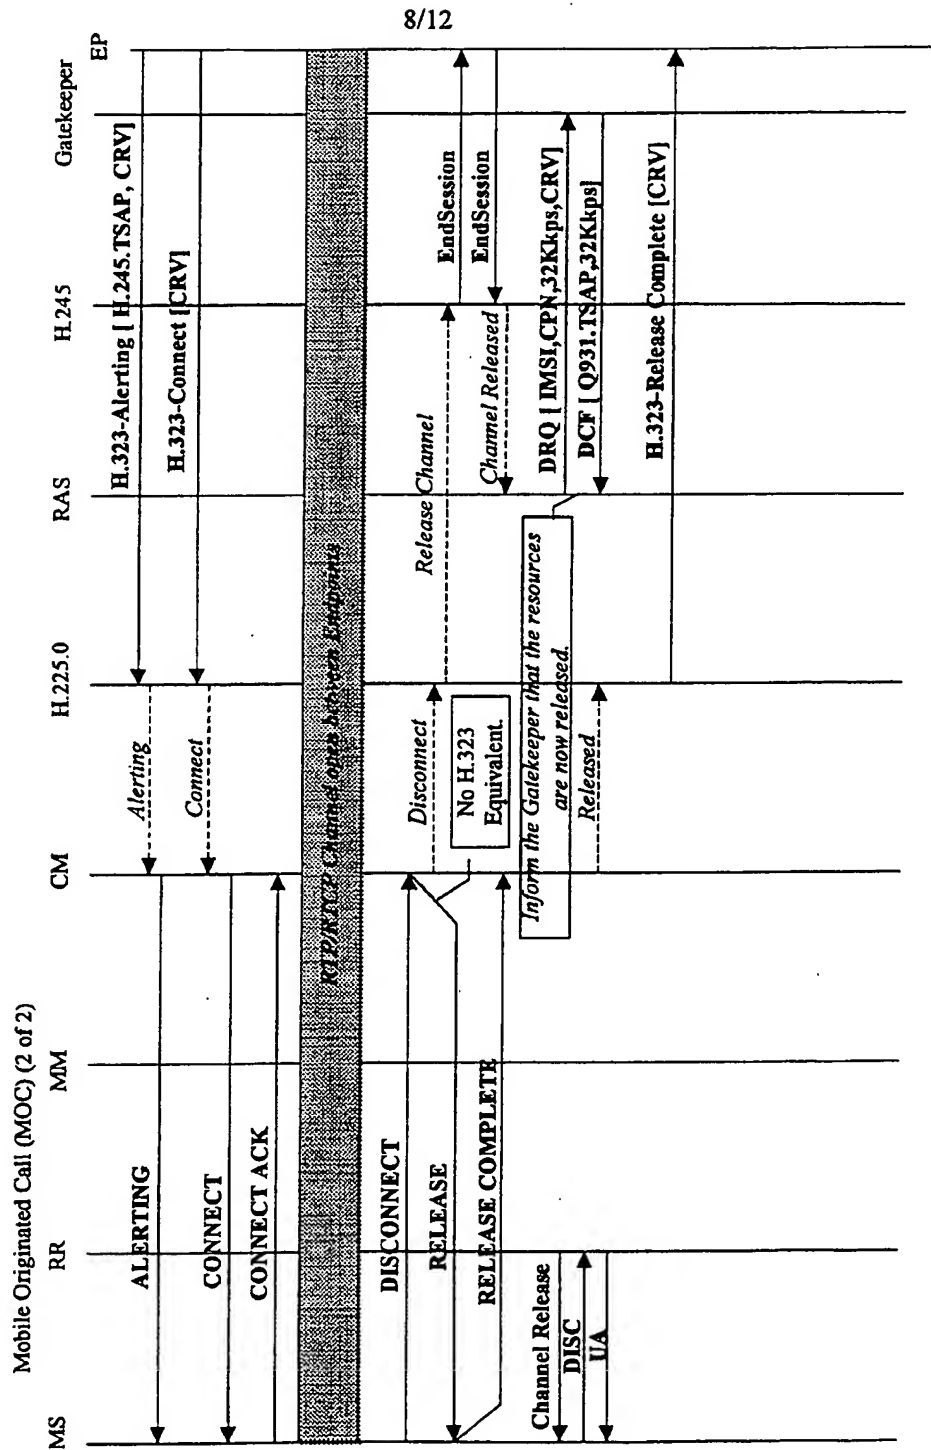 8/12
Mobile Originated Call (MOC) (2 of 2)
MS
RR
MM
CM
H.225.0
RAS
H.245
Gatekeeper
EP
H.323-Alerting [ H.245.TSAP, CRV]
Alerting
ALERTING
H.323-Connect [CRV]
Connect
CONNECT
CONNECT ACK
RTP/RTCP Channel open between Endpoints
DISCONNECT
Disconnect
Release Channel
EndSession
EndSession
Channel Released
RELEASE
No H.323
Equivalent.
RELEASE COMPLETE
DRQ [ IMSI,CPN,32Kkps,CRV]
DCF [ Q931.TSAP,32Kkps]
Inform the Gatekeeper that the resources
are now released.
Released
H.323-Release Complete [CRV]
Channel Release
DISC
UA